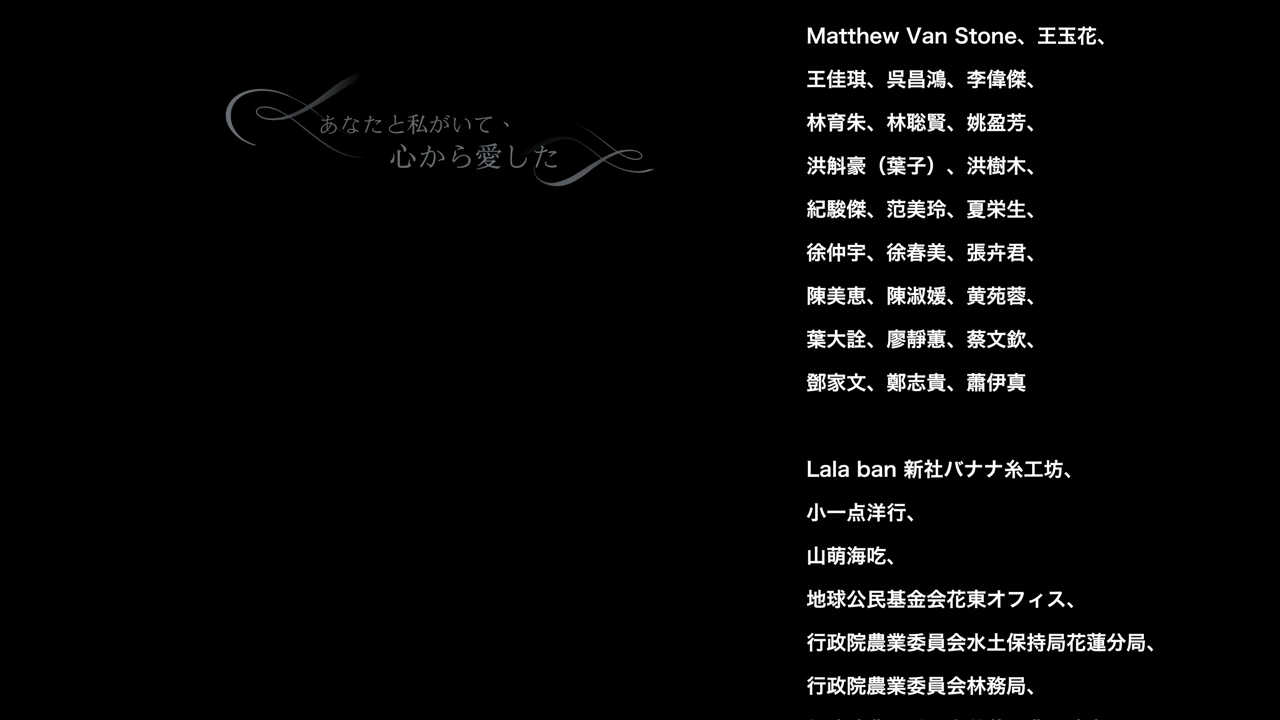 あなたと私がいて、
心から愛した
Matthew Van Stone、王玉花、
王佳琪、呉昌鴻、李偉傑、
林育朱、林聡賢、姚盈芳、
洪斛豪（葉子）、洪樹木、
紀駿傑、范美玲、夏栄生、
徐仲宇、徐春美、張卉君、
陳美恵、陳淑媛、黄苑蓉、
葉大詮、廖靜蕙、蔡文欽、
鄧家文、鄭志貴、蕭伊真
Lala ban 新社バナナ糸工坊、
小一点洋行、
山萌海吃、
地球公民基金会花東オフィス、
行政院農業委員会水土保持局花蓮分局、
行政院農業委員会林務局、